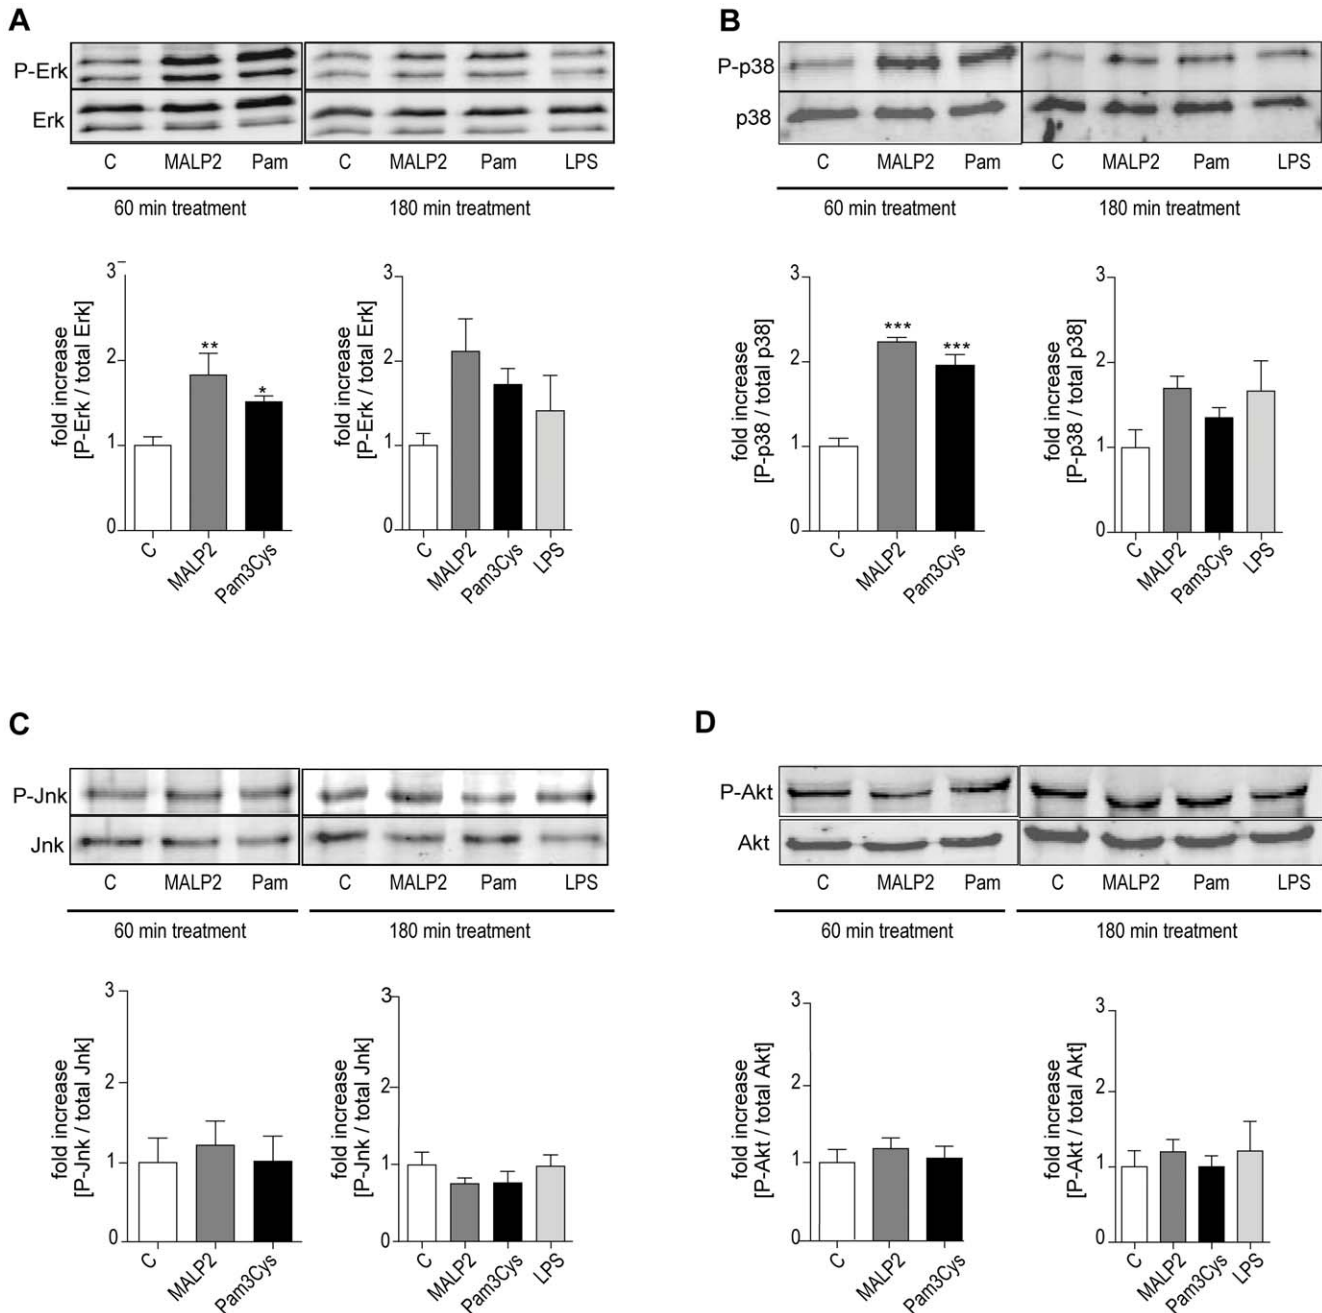 A
P-Erk
Erk
C MALP2 Pam C MALP2 Pam LPS
60 min treatment 180 min treatment
fold increase
[P-Erk / total Erk]
3
2
1
0
**
*
C MALP2 Pam3Cys
fold increase
[P-Erk / total Erk]
3
2
1
0
C MALP2 Pam3Cys LPS
B
P-p38
p38
C MALP2 Pam C MALP2 Pam LPS
60 min treatment 180 min treatment
fold increase
[P-p38 / total p38]
3
2
1
0
***
***
C MALP2 Pam3Cys
fold increase
[P-p38 / total p38]
3
2
1
0
C MALP2 Pam3Cys LPS
C
P-Jnk
Jnk
C MALP2 Pam C MALP2 Pam LPS
60 min treatment 180 min treatment
fold increase
[P-Jnk / total Jnk]
3
2
1
0
C MALP2 Pam3Cys
fold increase
[P-Jnk / total Jnk]
3
2
1
0
C MALP2 Pam3Cys LPS
D
P-Akt
Akt
C MALP2 Pam C MALP2 Pam LPS
60 min treatment 180 min treatment
fold increase
[P-Akt / total Akt]
3
2
1
0
C MALP2 Pam3Cys
fold increase
[P-Akt / total Akt]
3
2
1
0
C MALP2 Pam3Cys LPS